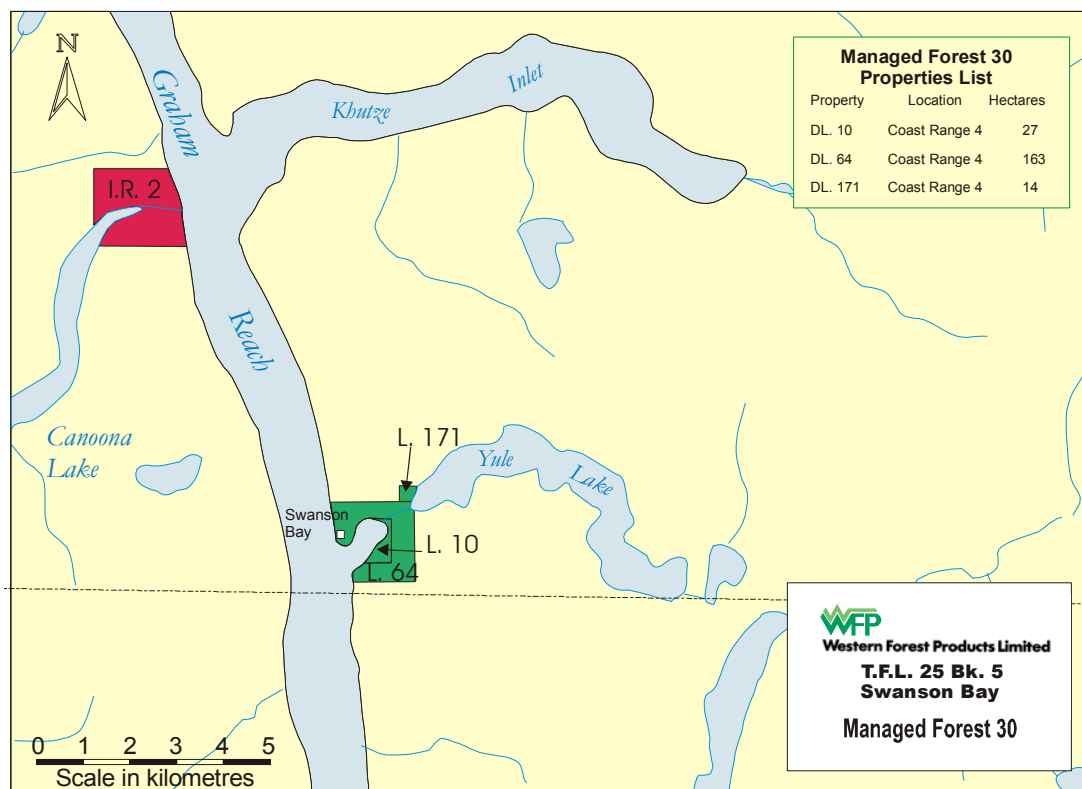 N
Graham
Khutze
Inlet
Managed Forest 30
Properties List
Property Location Hectares
DL. 10 Coast Range 4 27
DL. 64 Coast Range 4 163
DL. 171 Coast Range 4 14
I.R. 2
Reach
Canoona
Lake
L. 171
Yule
Lake
Swanson
Bay
L. 10
L. 64
WFP
Western Forest Products Limited
T.F.L. 25 Bk. 5
Swanson Bay
Managed Forest 30
0 1 2 3 4 5
Scale in kilometres